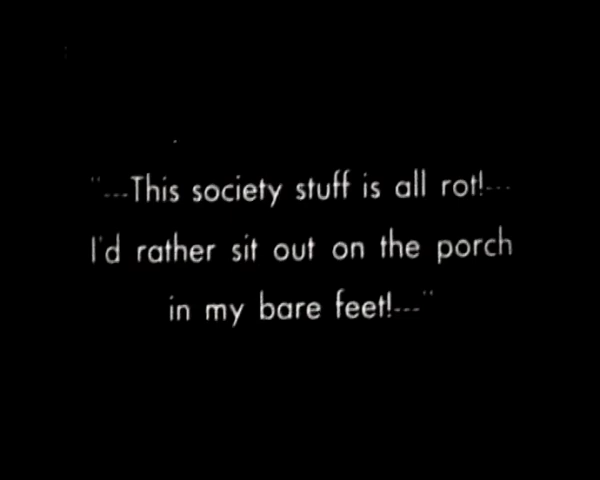 "---This society stuff is all rot!---
I'd rather sit out on the porch
in my bare feet!---"